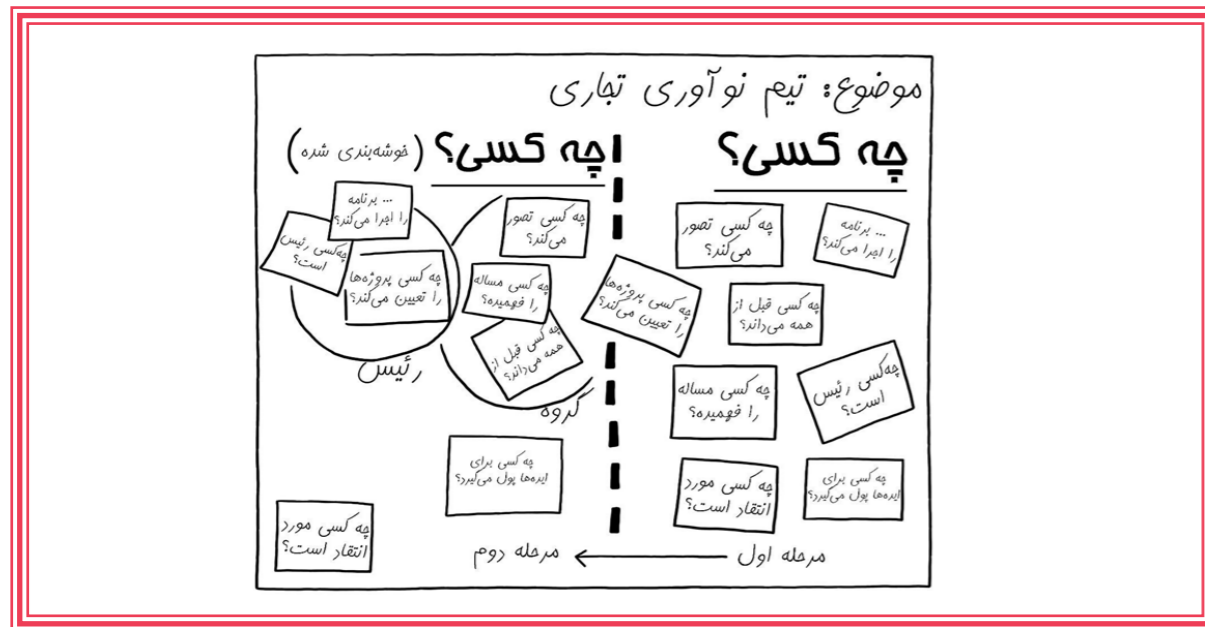 موضوع: تیم نوآوری تجاری
چه کسی؟
چه کسی تصور
می‌کند؟
... برنامه
را اجرا می‌کند؟
چه کسی پروژه‌ها
را تعیین می‌کند؟
چه کسی قبل از
همه می‌داند؟
چه کسی مساله
را فهمیده؟
چه‌کسی رئیس
است؟
چه کسی مورد
انتقاد است؟
چه کسی برای
ایده‌ها پول می‌گیرد؟
مرحله اول
چه کسی؟ (خوشه‌بندی شده)
... برنامه
را اجرا می‌کند؟
چه‌کسی رئیس
است؟
چه کسی پروژه‌ها
را تعیین می‌کند؟
رئیس
چه کسی تصور
می‌کند؟
چه کسی مساله
را فهمیده؟
چه کسی قبل از
همه می‌داند؟
گروه
چه کسی برای
ایده‌ها پول می‌گیرد؟
چه کسی مورد
انتقاد است؟
مرحله دوم